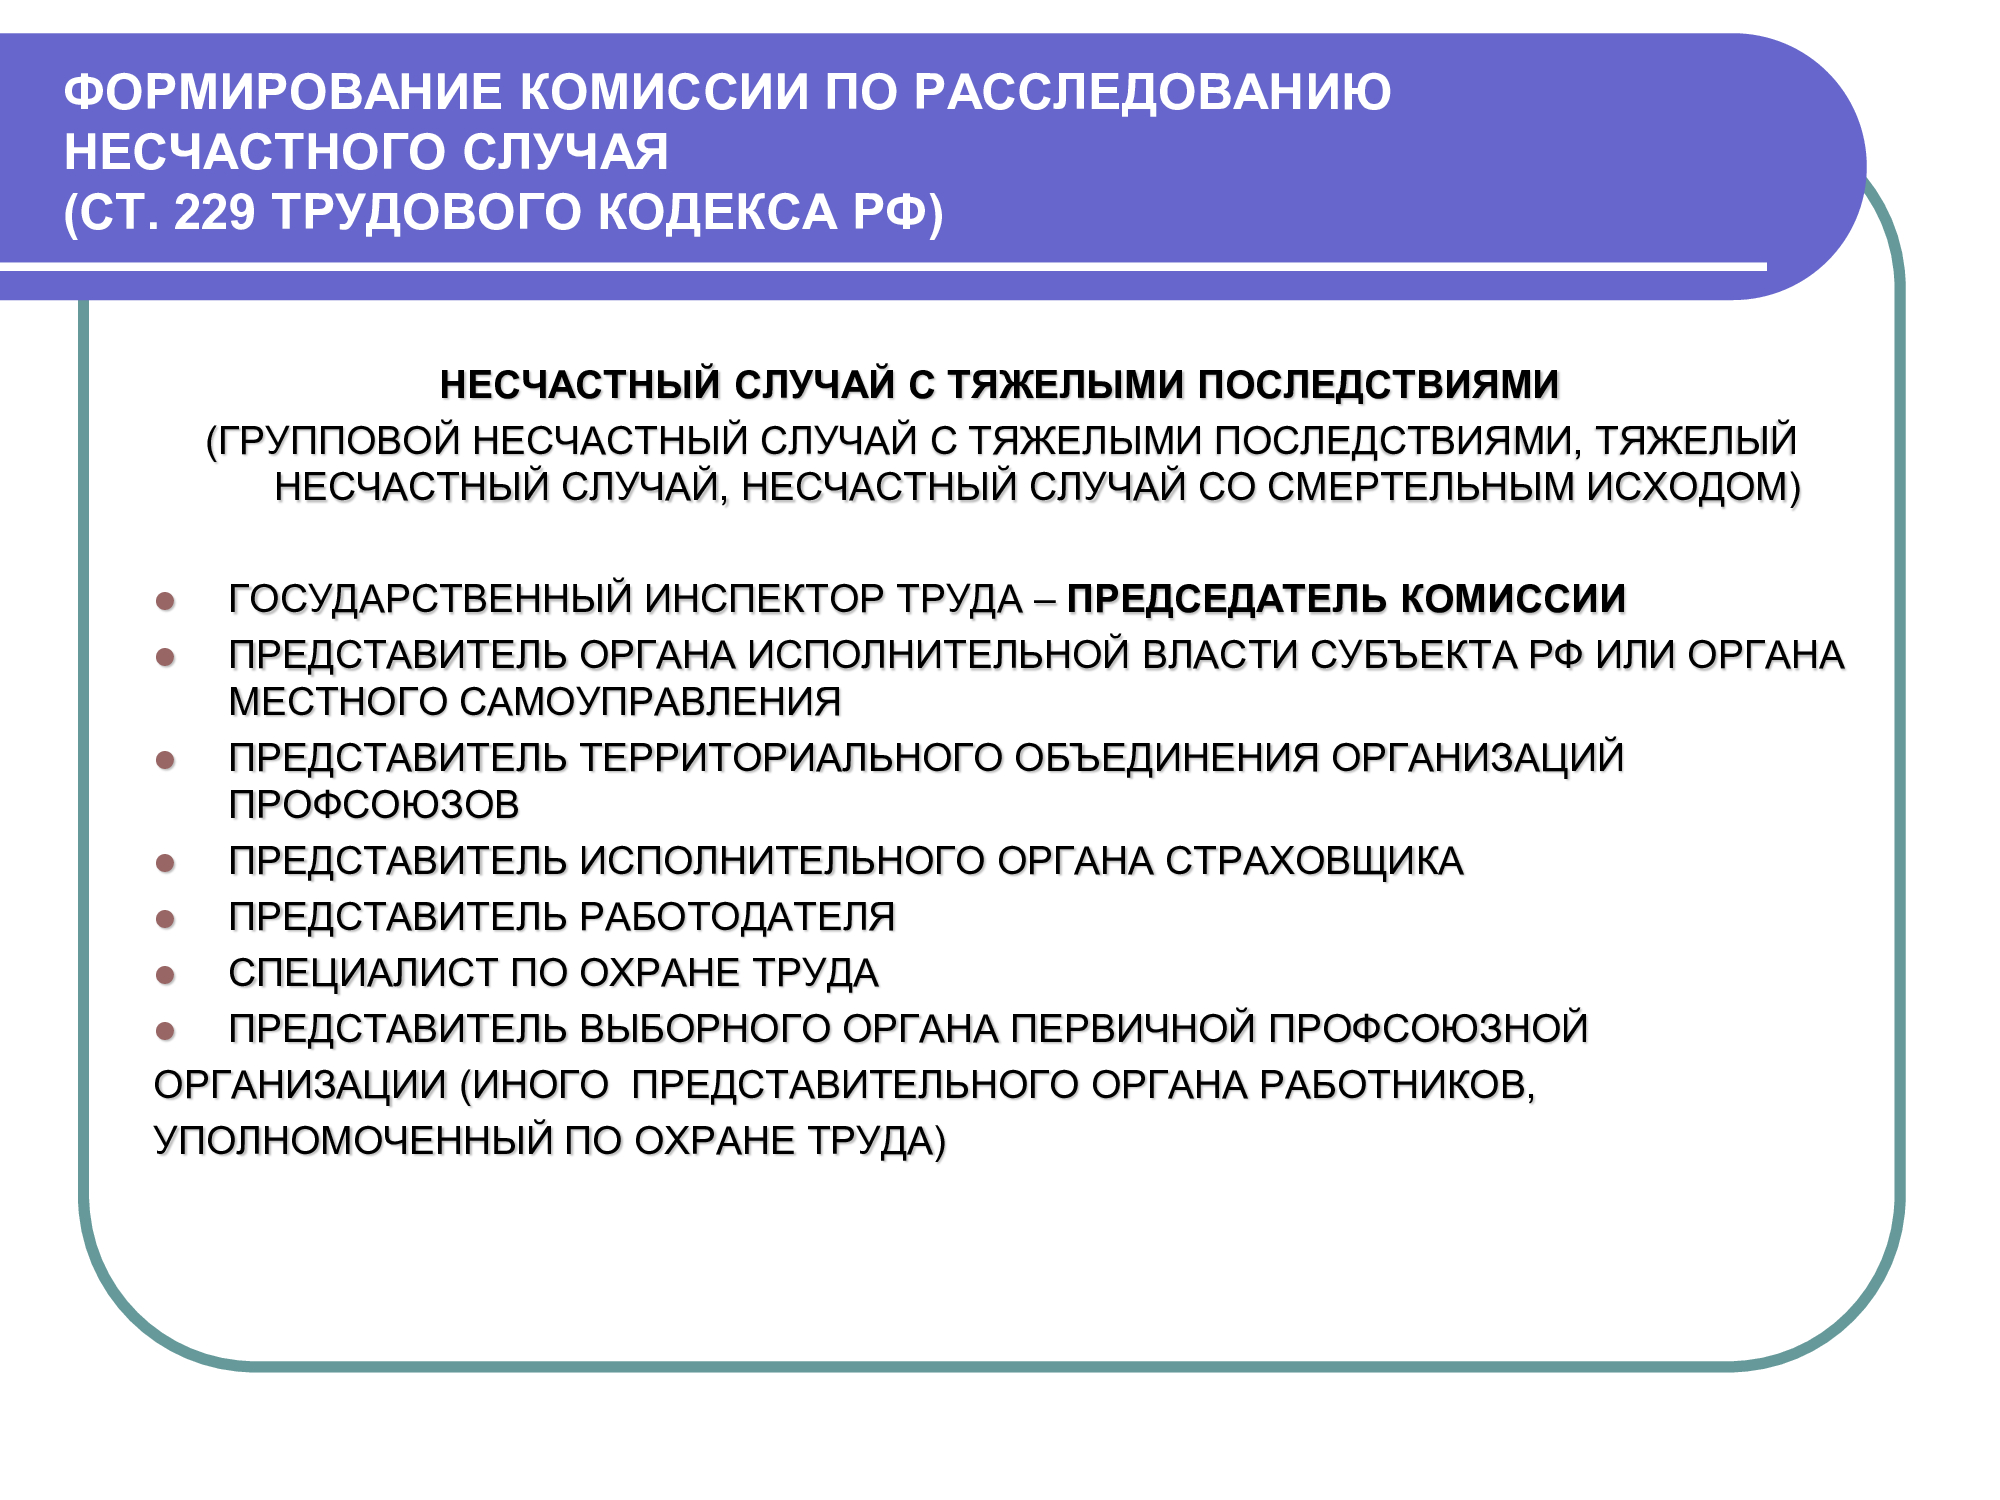 ФОРМИРОВАНИЕ КОМИССИИ ПО РАССЛЕДОВАНИЮ
НЕСЧАСТНОГО СЛУЧАЯ
(СТ. 229 ТРУДОВОГО КОДЕКСА РФ)
НЕСЧАСТНЫЙ СЛУЧАЙ С ТЯЖЕЛЫМИ ПОСЛЕДСТВИЯМИ
(ГРУППОВОЙ НЕСЧАСТНЫЙ СЛУЧАЙ С ТЯЖЕЛЫМИ ПОСЛЕДСТВИЯМИ, ТЯЖЕЛЫЙ
НЕСЧАСТНЫЙ СЛУЧАЙ, НЕСЧАСТНЫЙ СЛУЧАЙ СО СМЕРТЕЛЬНЫМ ИСХОДОМ)
● ГОСУДАРСТВЕННЫЙ ИНСПЕКТОР ТРУДА – ПРЕДСЕДАТЕЛЬ КОМИССИИ
● ПРЕДСТАВИТЕЛЬ ОРГАНА ИСПОЛНИТЕЛЬНОЙ ВЛАСТИ СУБЪЕКТА РФ ИЛИ ОРГАНА
МЕСТНОГО САМОУПРАВЛЕНИЯ
● ПРЕДСТАВИТЕЛЬ ТЕРРИТОРИАЛЬНОГО ОБЪЕДИНЕНИЯ ОРГАНИЗАЦИЙ
ПРОФСОЮЗОВ
● ПРЕДСТАВИТЕЛЬ ИСПОЛНИТЕЛЬНОГО ОРГАНА СТРАХОВЩИКА
● ПРЕДСТАВИТЕЛЬ РАБОТОДАТЕЛЯ
● СПЕЦИАЛИСТ ПО ОХРАНЕ ТРУДА
● ПРЕДСТАВИТЕЛЬ ВЫБОРНОГО ОРГАНА ПЕРВИЧНОЙ ПРОФСОЮЗНОЙ
ОРГАНИЗАЦИИ (ИНОГО ПРЕДСТАВИТЕЛЬНОГО ОРГАНА РАБОТНИКОВ,
УПОЛНОМОЧЕННЫЙ ПО ОХРАНЕ ТРУДА)